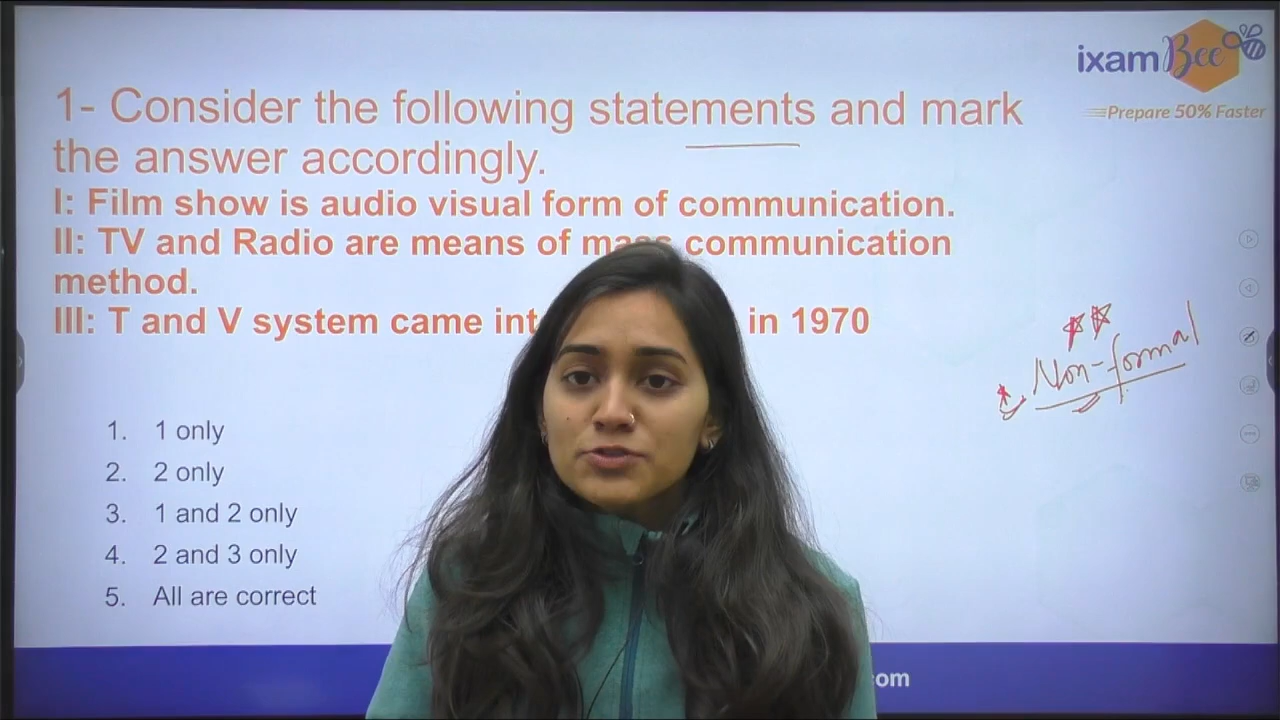 ixamBee
Prepare 50% Faster
1- Consider the following statements and mark
the answer accordingly.
I: Film show is audio visual form of communication.
II: TV and Radio are means of mass communication
method.
III: T and V system came in 1970
Non-formal
1. 1 only
2. 2 only
3. 1 and 2 only
4. 2 and 3 only
5. All are correct
com